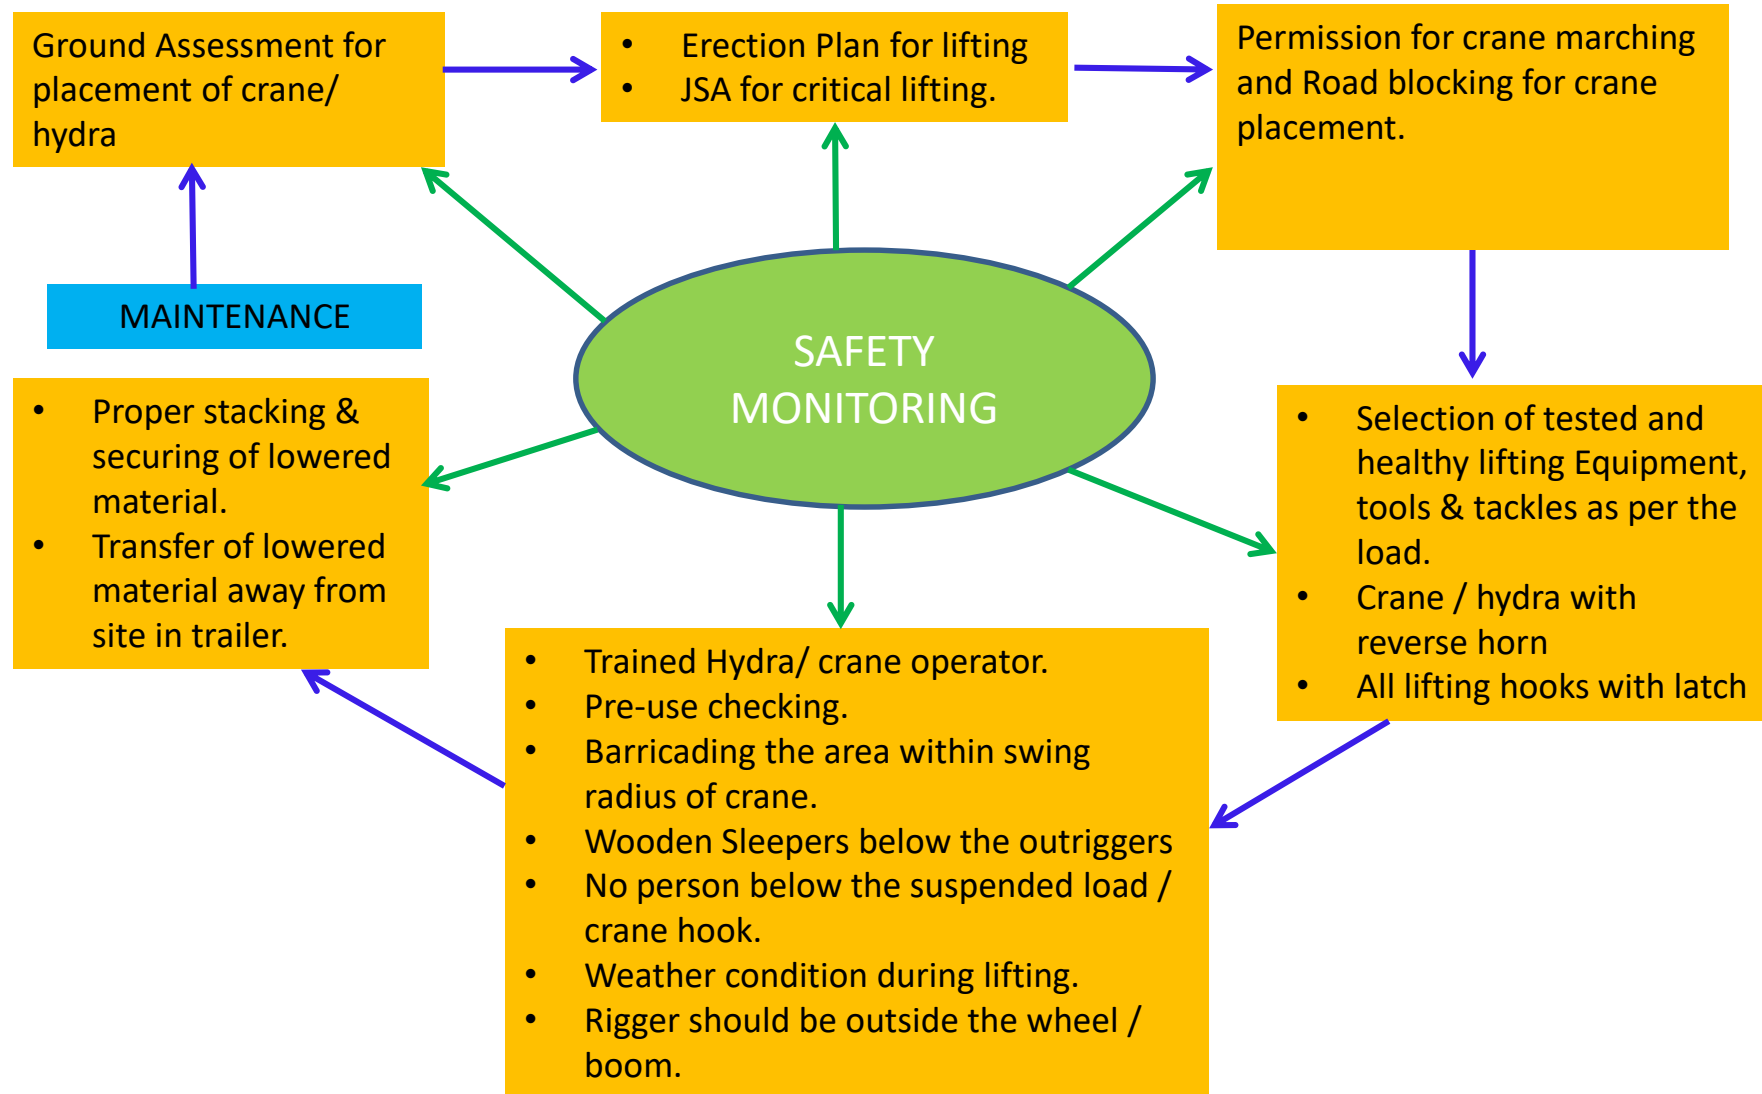 Ground Assessment for
placement of crane/
hydra
• Erection Plan for lifting
• JSA for critical lifting.
Permission for crane marching
and Road blocking for crane
placement.
MAINTENANCE
SAFETY
MONITORING
• Proper stacking &
securing of lowered
material.
• Transfer of lowered
material away from
site in trailer.
• Selection of tested and
healthy lifting Equipment,
tools & tackles as per the
load.
• Crane / hydra with
reverse horn
• All lifting hooks with latch
• Trained Hydra/ crane operator.
• Pre-use checking.
• Barricading the area within swing
radius of crane.
• Wooden Sleepers below the outriggers
• No person below the suspended load /
crane hook.
• Weather condition during lifting.
• Rigger should be outside the wheel /
boom.